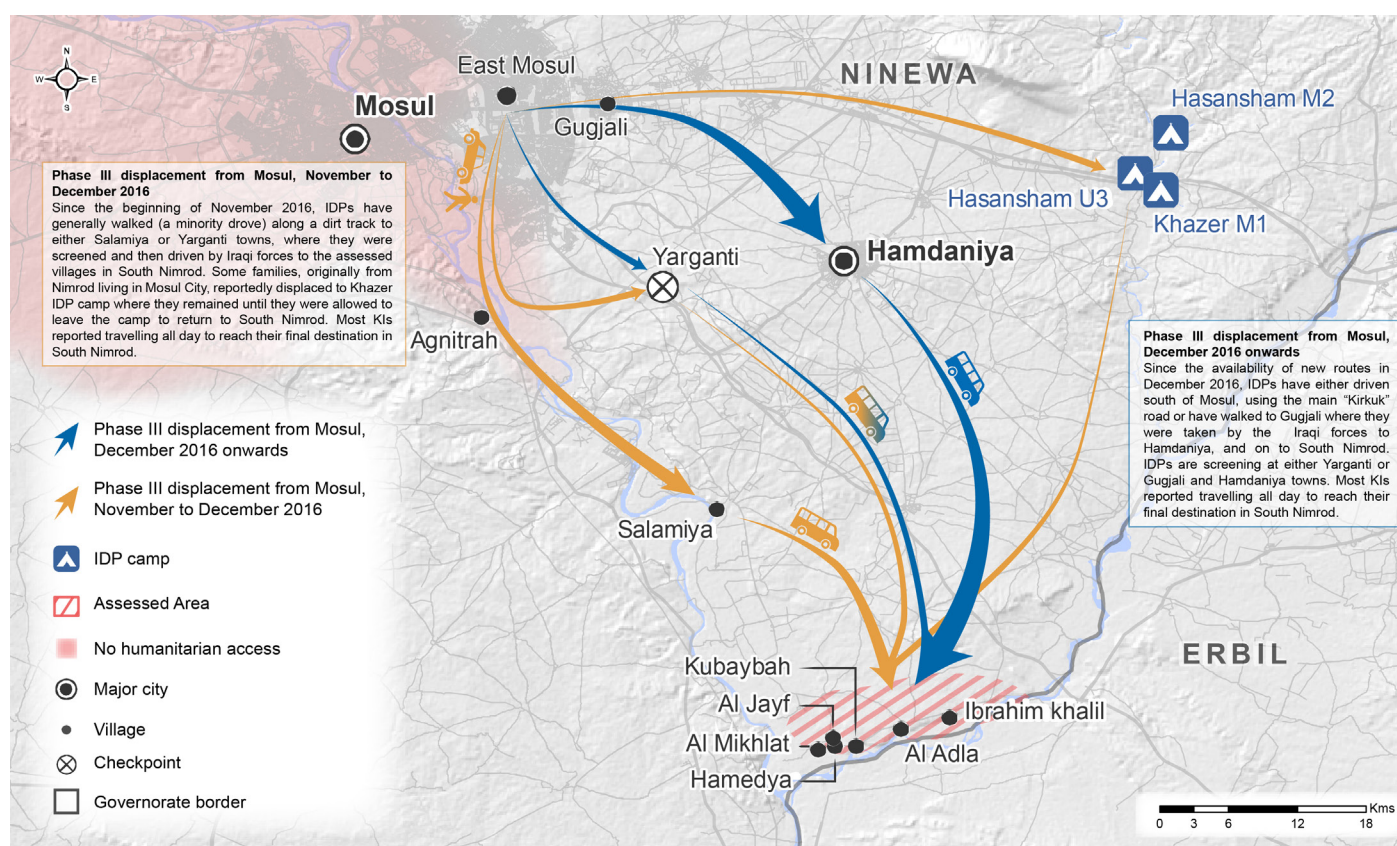 N
W
E
S
East Mosul
Mosul
Gugjali
NINEWA
Hasansham M2
Hasansham U3
Khazer M1
Phase III displacement from Mosul, November to
December 2016
Since the beginning of November 2016, IDPs have
generally walked (a minority drove) along a dirt track to
either Salamiya or Yarganti towns, where they were
screened and then driven by Iraqi forces to the assessed
villages in South Nimrod. Some families, originally from
Nimrod living in Mosul City, reportedly displaced to Khazer
IDP camp where they remained until they were allowed to
leave the camp to return to South Nimrod. Most KIs
reported travelling all day to reach their final destination in
South Nimrod.
Yarganti
Hamdaniya
Agnitrah
Phase III displacement from Mosul,
December 2016 onwards
Since the availability of new routes in
December 2016, IDPs have either driven
south of Mosul, using the main “Kirkuk”
road or have walked to Gugjali where they
were taken by the Iraqi forces to
Hamdaniya, and on to South Nimrod.
IDPs are screening at either Yarganti or
Gugjali and Hamdaniya towns. Most KIs
reported travelling all day to reach their
final destination in South Nimrod.
Phase III displacement from Mosul,
December 2016 onwards
Phase III displacement from Mosul,
November to December 2016
IDP camp
Assessed Area
No humanitarian access
Major city
Village
Checkpoint
Governorate border
Salamiya
ERBIL
Kubaybah
Al Jayf
Al Mikhlat
Hamedya
Ibrahim khalil
Al Adla
Kms
0 3 6 12 18